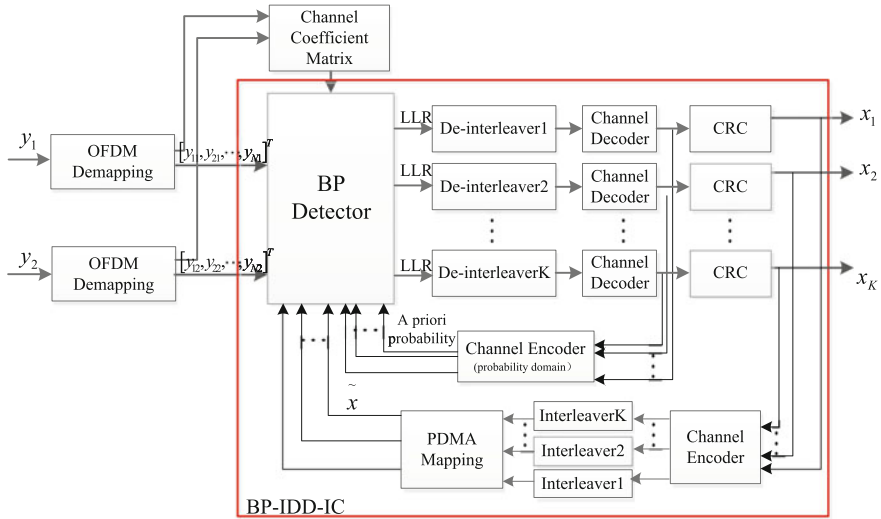 Channel
Coefficient
Matrix
y1
OFDM
Demapping
[y11, y21, ···, yN1]^T
y2
OFDM
Demapping
[y12, y22, ···, yN2]^T
BP
Detector
LLR
De-interleaver1
Channel
Decoder
CRC
x1
LLR
De-interleaver2
Channel
Decoder
CRC
x2
LLR
De-interleaverK
Channel
Decoder
CRC
xK
A priori
probability
Channel Encoder
(probability domain）
x̃
PDMA
Mapping
InterleaverK
Interleaver2
Interleaver1
Channel
Encoder
BP-IDD-IC